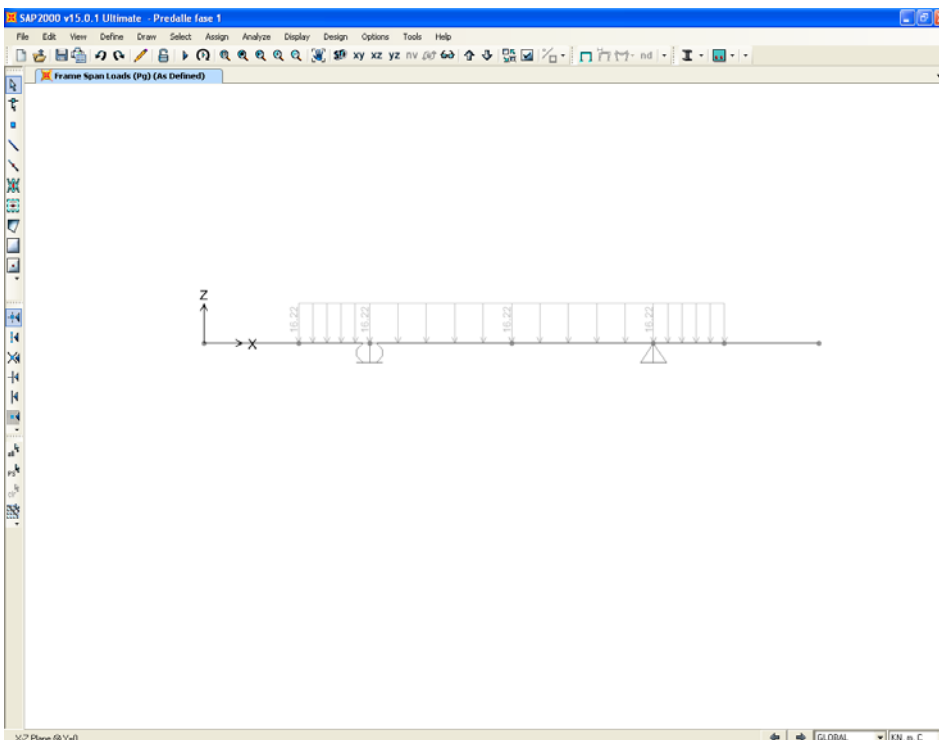 SAP2000 v15.0.1 Ultimate - Predalle fase 1
File Edit View Define Draw Select Assign Analyze Display Design Options Tools Help
xy xz yz nv nd
Frame Span Loads (Pg) (As Defined)
Z
16.22 16.22 16.22 16.22
X
X-Z Plane @ Y=0 GLOBAL KN, m, C